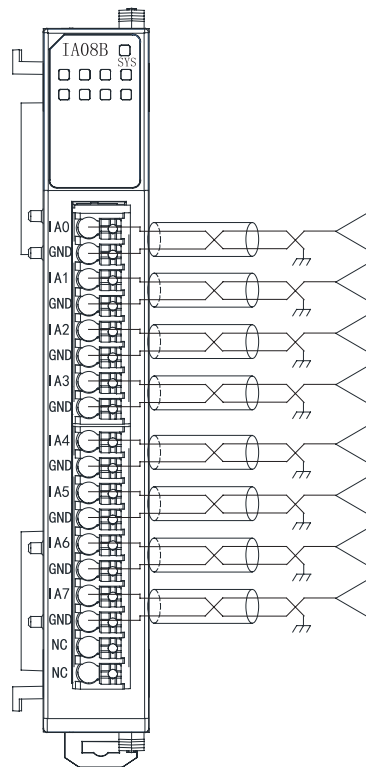 IA08B
SYS
IA0
GND
IA1
GND
IA2
GND
IA3
GND
IA4
GND
IA5
GND
IA6
GND
IA7
GND
NC
NC